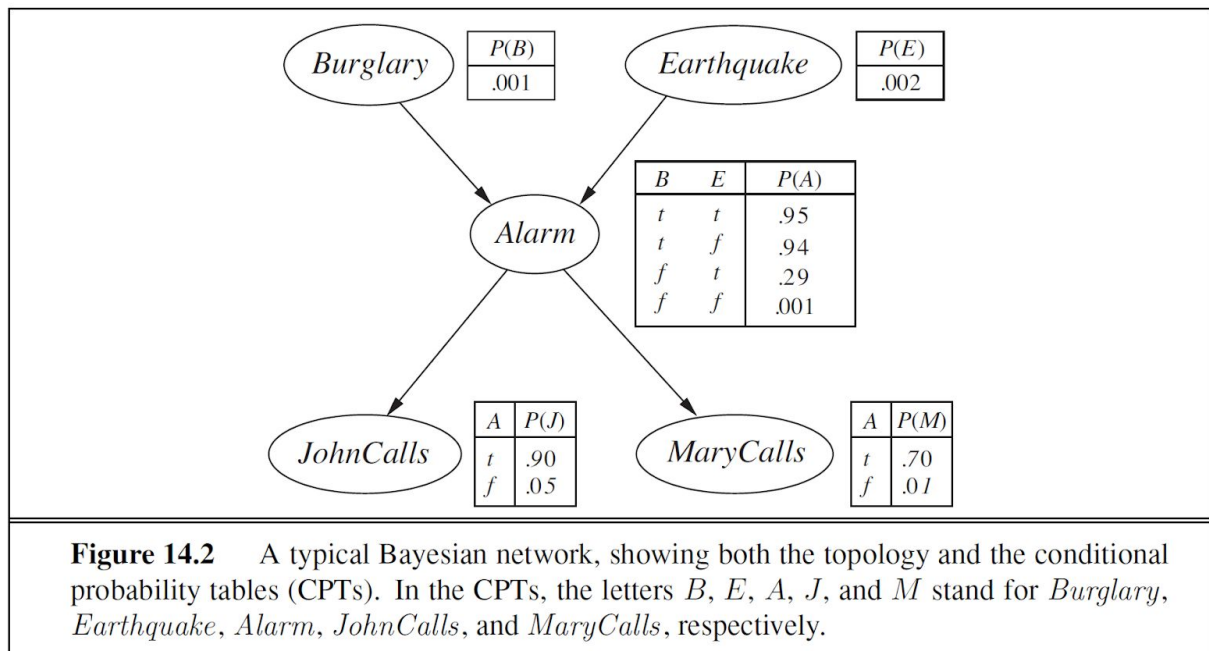 Burglary
P(B)
.001
Earthquake
P(E)
.002
Alarm
B E P(A)
t t .95
t f .94
f t .29
f f .001
JohnCalls
A P(J)
t .90
f .05
MaryCalls
A P(M)
t .70
f .01
Figure 14.2 A typical Bayesian network, showing both the topology and the conditional
probability tables (CPTs). In the CPTs, the letters B, E, A, J, and M stand for Burglary,
Earthquake, Alarm, JohnCalls, and MaryCalls, respectively.